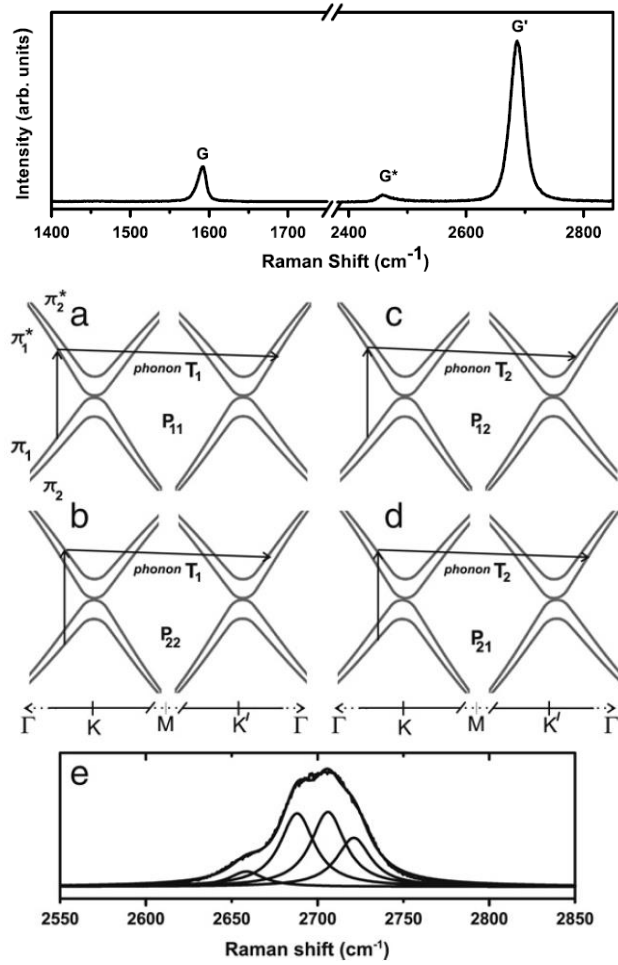 Intensity (arb. units)
G
G*
G'
1400 1500 1600 1700 2400 2600 2800
Raman Shift (cm⁻¹)
π₂*
π₁*
π₁
π₂
a
phonon T₁
P₁₁
c
phonon T₂
P₁₂
b
phonon T₁
P₂₂
d
phonon T₂
P₂₁
Γ K M K′ Γ
Γ K M K′ Γ
e
2550 2600 2650 2700 2750 2800 2850
Raman shift (cm⁻¹)